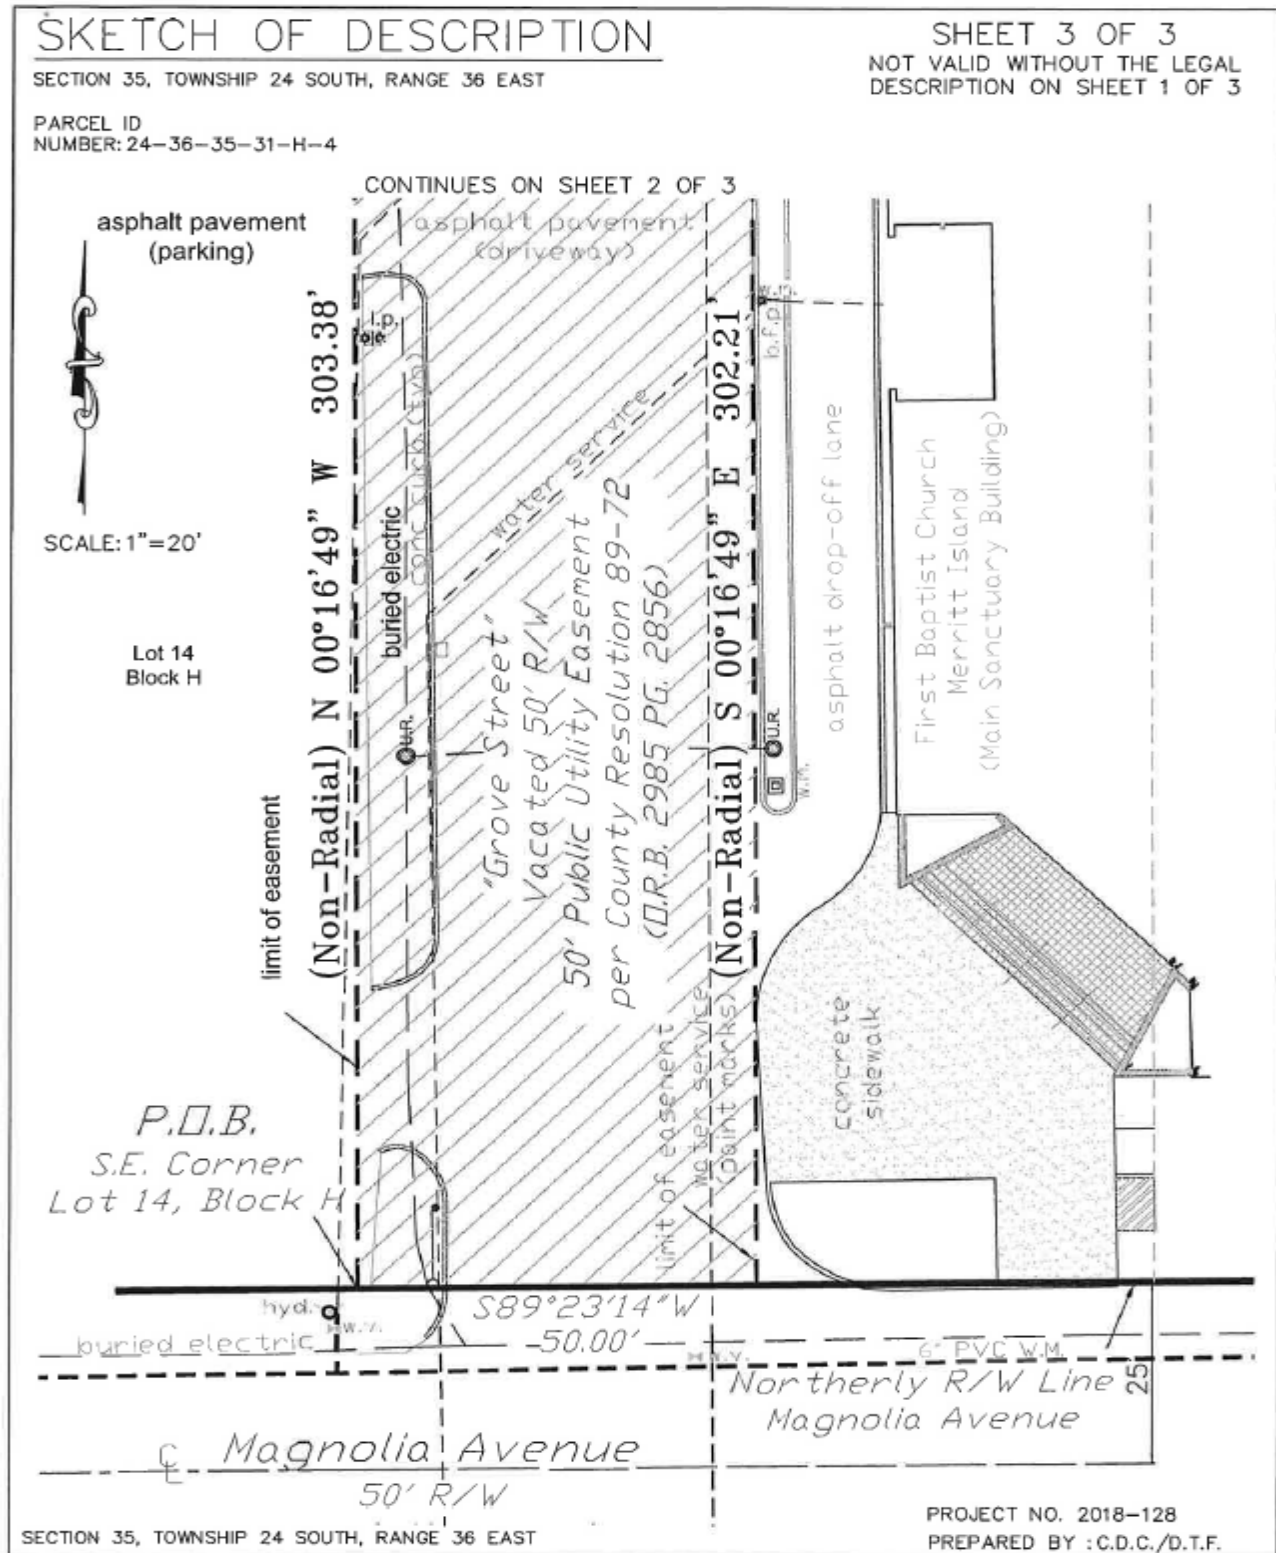 SKETCH OF DESCRIPTION
SECTION 35, TOWNSHIP 24 SOUTH, RANGE 36 EAST
SHEET 3 OF 3
NOT VALID WITHOUT THE LEGAL
DESCRIPTION ON SHEET 1 OF 3
PARCEL ID
NUMBER: 24-36-35-31-H-4
CONTINUES ON SHEET 2 OF 3
asphalt pavement
(parking)
asphalt pavement
(driveway)
SCALE: 1"=20'
Lot 14
Block H
(Non-Radial) N 00°16'49" W 303.38'
l.p.
conc. curb (typ)
buried electric
U.R.
limit of easement
water service
"Grove Street"
Vacated 50' R/W
50' Public Utility Easement
per County Resolution 89-72
(O.R.B. 2985 PG. 2856)
(Non-Radial) S 00°16'49" E 302.21'
w.m.
b.f.p.
U.R.
w.m.
asphalt drop-off lane
First Baptist Church
Merritt Island
(Main Sanctuary Building)
limit of easement
water service
(paint marks)
concrete
sidewalk
P.O.B.
S.E. Corner
Lot 14, Block H
hyd.
W.V.
S89°23'14"W
50.00'
buried electric
W.V.
6" PVC W.M.
25'
Northerly R/W Line
Magnolia Avenue
℄ Magnolia Avenue
50' R/W
SECTION 35, TOWNSHIP 24 SOUTH, RANGE 36 EAST
PROJECT NO. 2018-128
PREPARED BY : C.D.C./D.T.F.